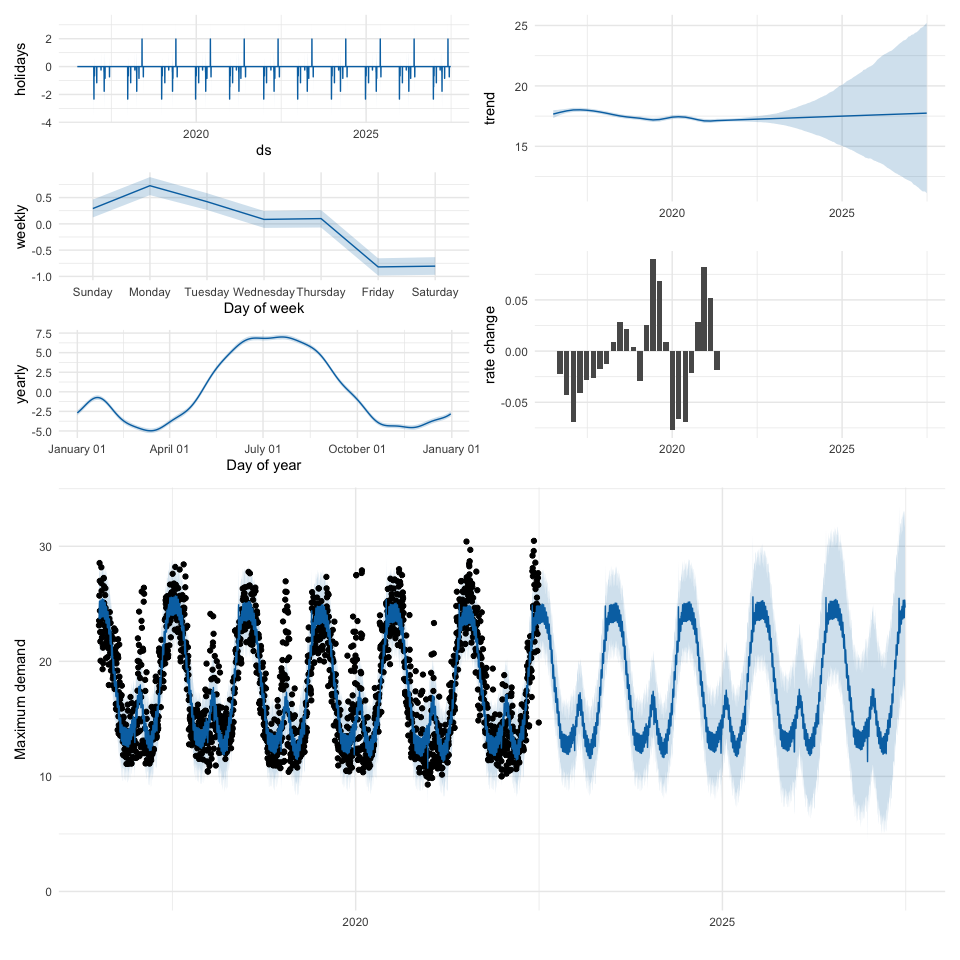 2
0
-2
-4
holidays
2020 2025
ds
0.5
0.0
-0.5
-1.0
weekly
Sunday Monday Tuesday Wednesday Thursday Friday Saturday
Day of week
7.5
5.0
2.5
0.0
-2.5
-5.0
yearly
January 01 April 01 July 01 October 01 January 01
Day of year
25
20
15
trend
2020 2025
0.05
0.00
-0.05
rate change
2020 2025
30
20
10
0
Maximum demand
2020 2025